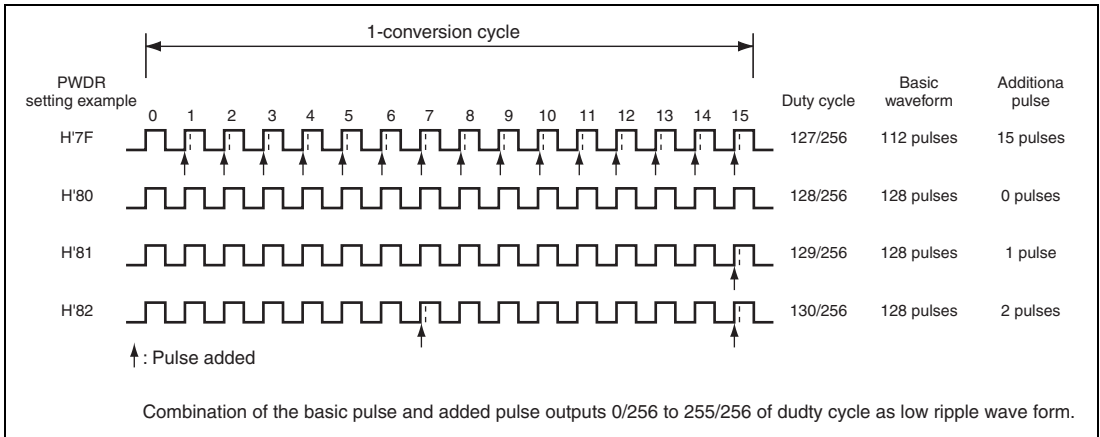 1-conversion cycle
PWDR
setting example
Duty cycle
Basic
waveform
Additiona
pulse
0 1 2 3 4 5 6 7 8 9 10 11 12 13 14 15
H'7F 127/256 112 pulses 15 pulses
H'80 128/256 128 pulses 0 pulses
H'81 129/256 128 pulses 1 pulse
H'82 130/256 128 pulses 2 pulses
: Pulse added
Combination of the basic pulse and added pulse outputs 0/256 to 255/256 of dudty cycle as low ripple wave form.